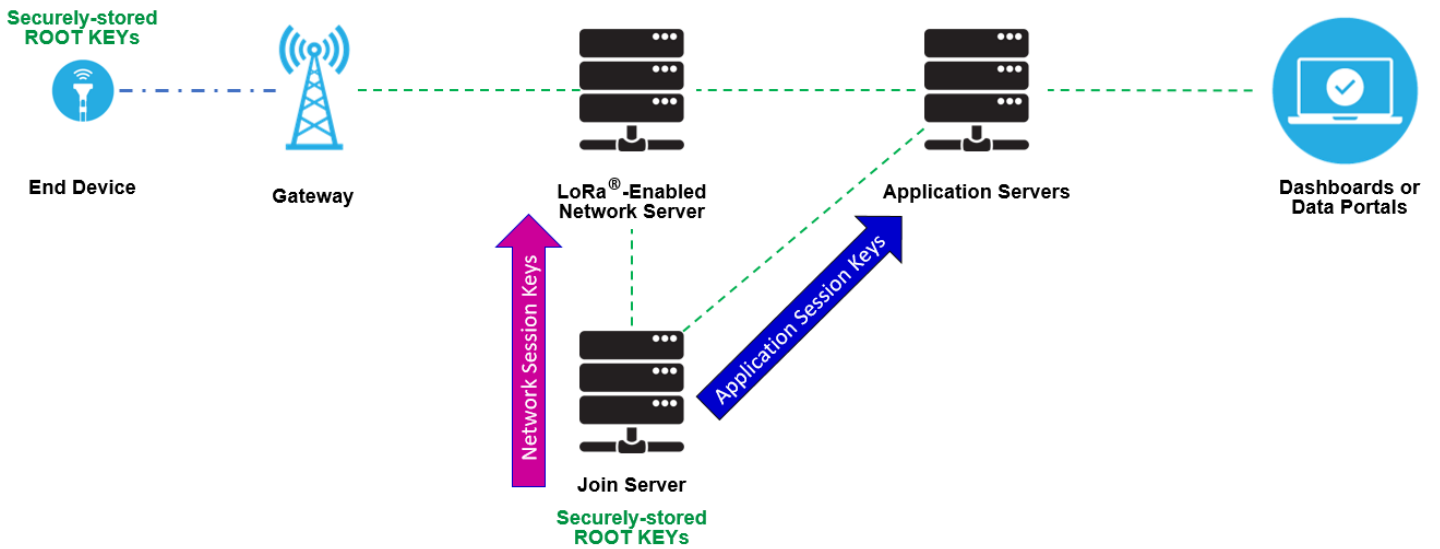 Securely-stored
ROOT KEYs
End Device
Gateway
LoRa®-Enabled
Network Server
Application Servers
Dashboards or
Data Portals
Network Session Keys
Application Session Keys
Join Server
Securely-stored
ROOT KEYs